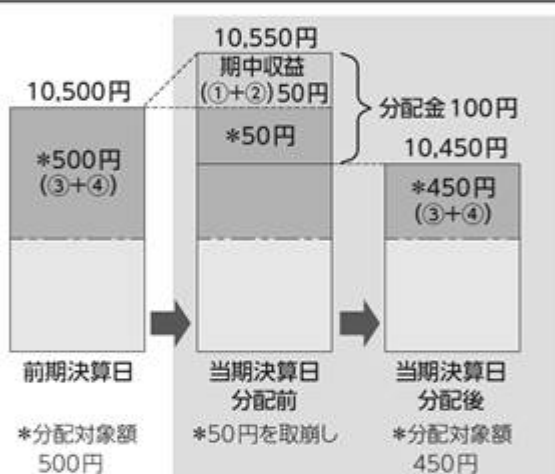 10,500円
*500円
(③+④)
前期決算日
*分配対象額
500円
10,550円
期中収益
(①+②)50円
*50円
分配金100円
当期決算日
分配前
*50円を取崩し
10,450円
*450円
(③+④)
当期決算日
分配後
*分配対象額
450円